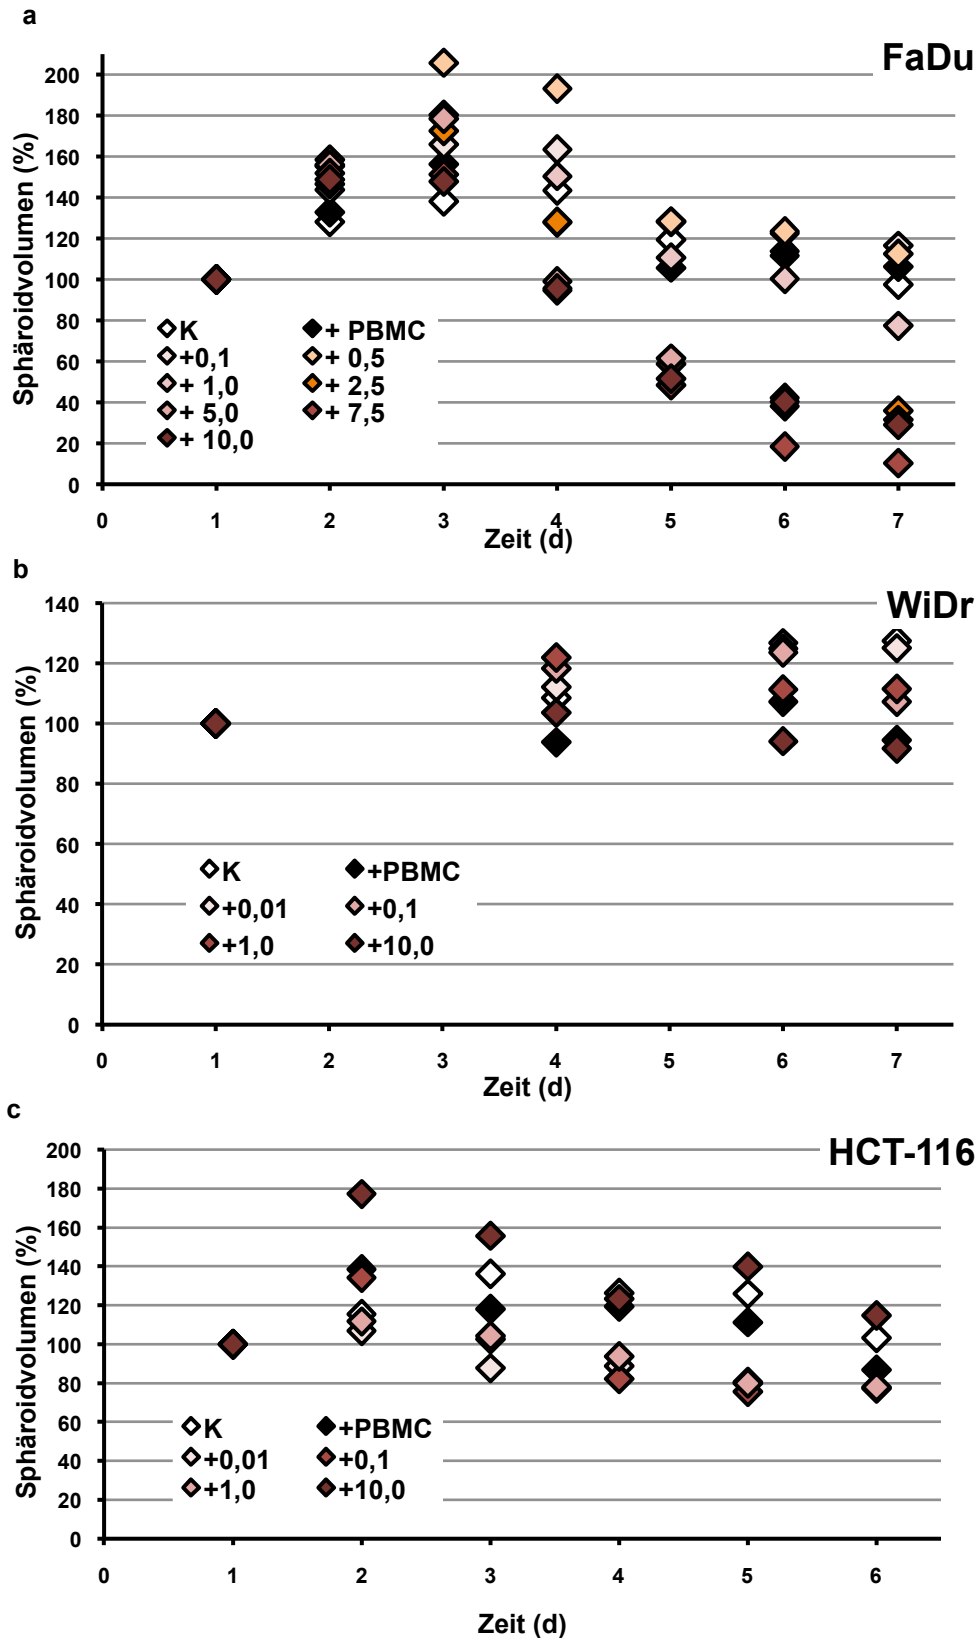 a
FaDu
Sphäroidvolumen (%)
200
180
160
140
120
100
80
60
40
20
0
K
+ PBMC
+0,1
+ 0,5
+ 1,0
+ 2,5
+ 5,0
+ 7,5
+ 10,0
0 1 2 3 4 5 6 7
Zeit (d)
b
WiDr
Sphäroidvolumen (%)
140
120
100
80
60
40
20
0
K
+PBMC
+0,01
+0,1
+1,0
+10,0
0 1 2 3 4 5 6 7
Zeit (d)
c
HCT-116
Sphäroidvolumen (%)
200
180
160
140
120
100
80
60
40
20
0
K
+PBMC
+0,01
+0,1
+1,0
+10,0
0 1 2 3 4 5 6
Zeit (d)